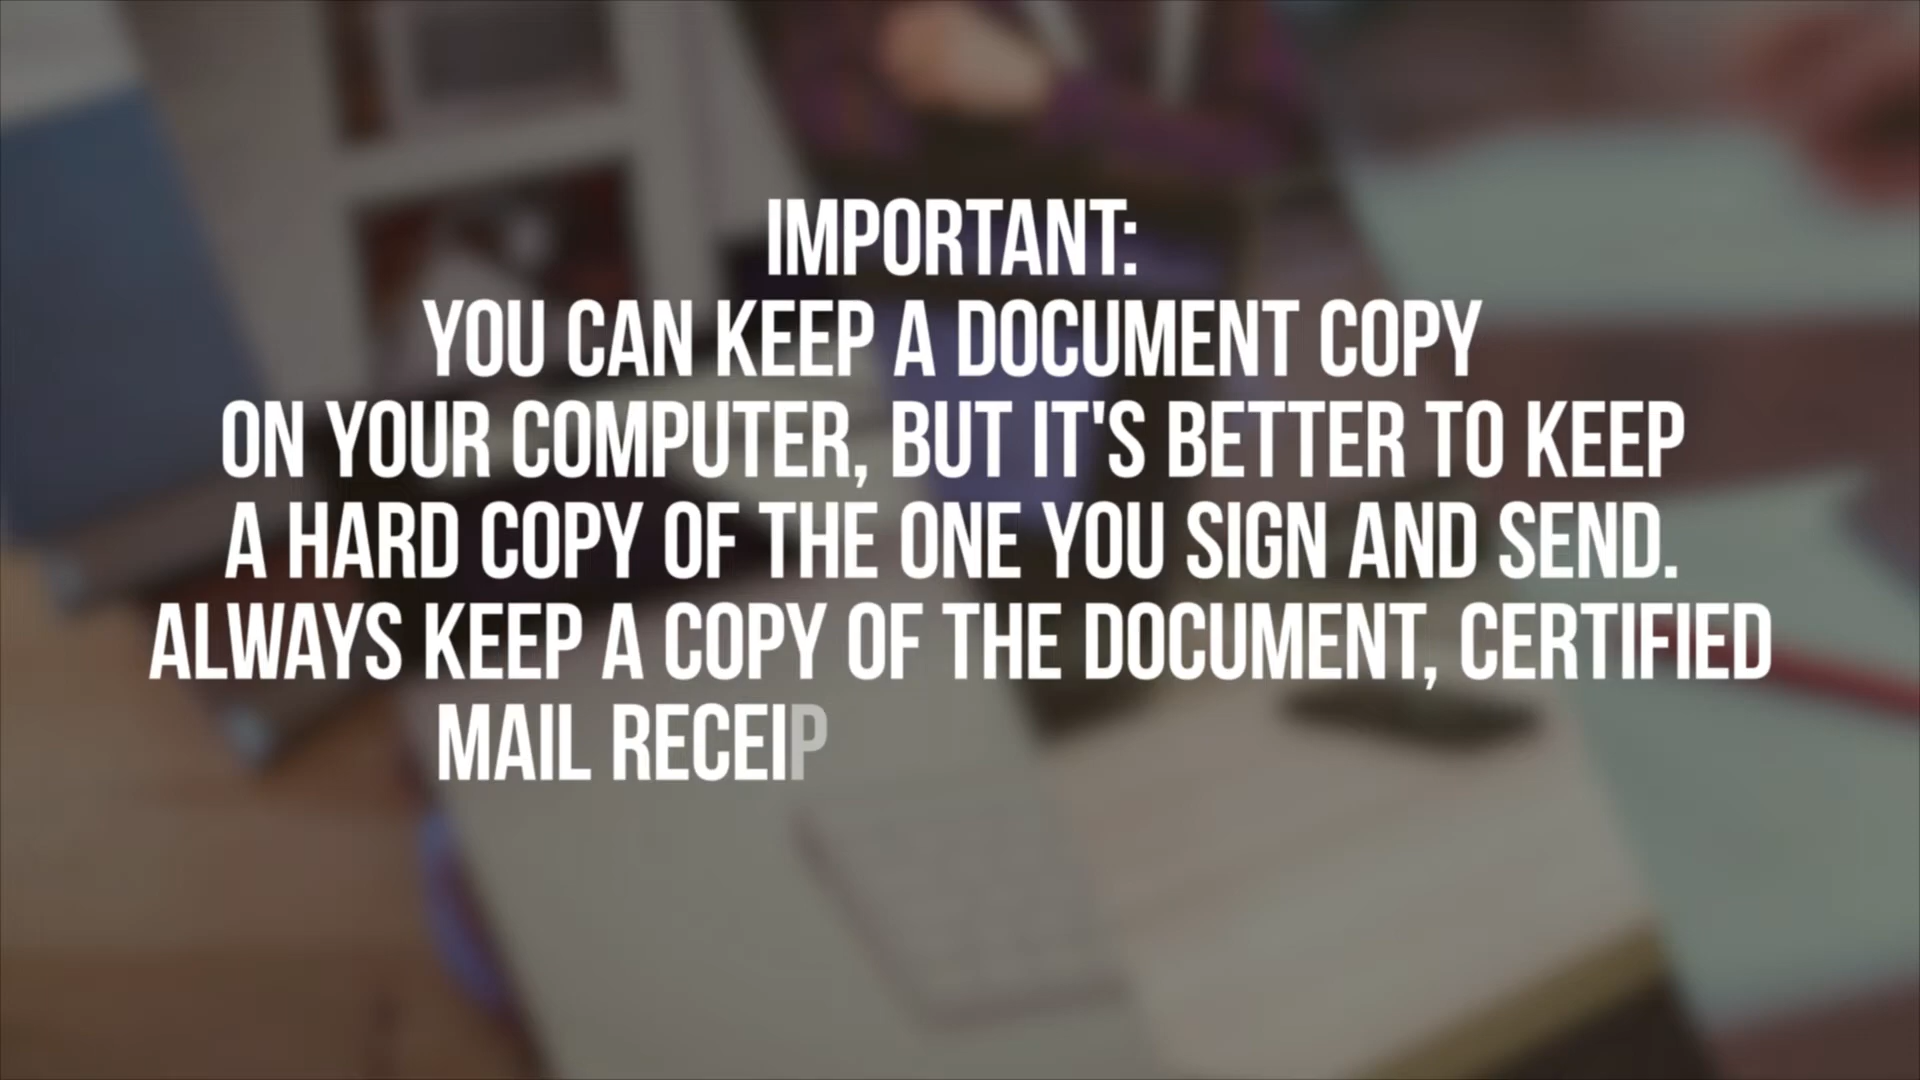 IMPORTANT:
YOU CAN KEEP A DOCUMENT COPY
ON YOUR COMPUTER, BUT IT'S BETTER TO KEEP
A HARD COPY OF THE ONE YOU SIGN AND SEND.
ALWAYS KEEP A COPY OF THE DOCUMENT, CERTIFIED
MAIL RECEIP